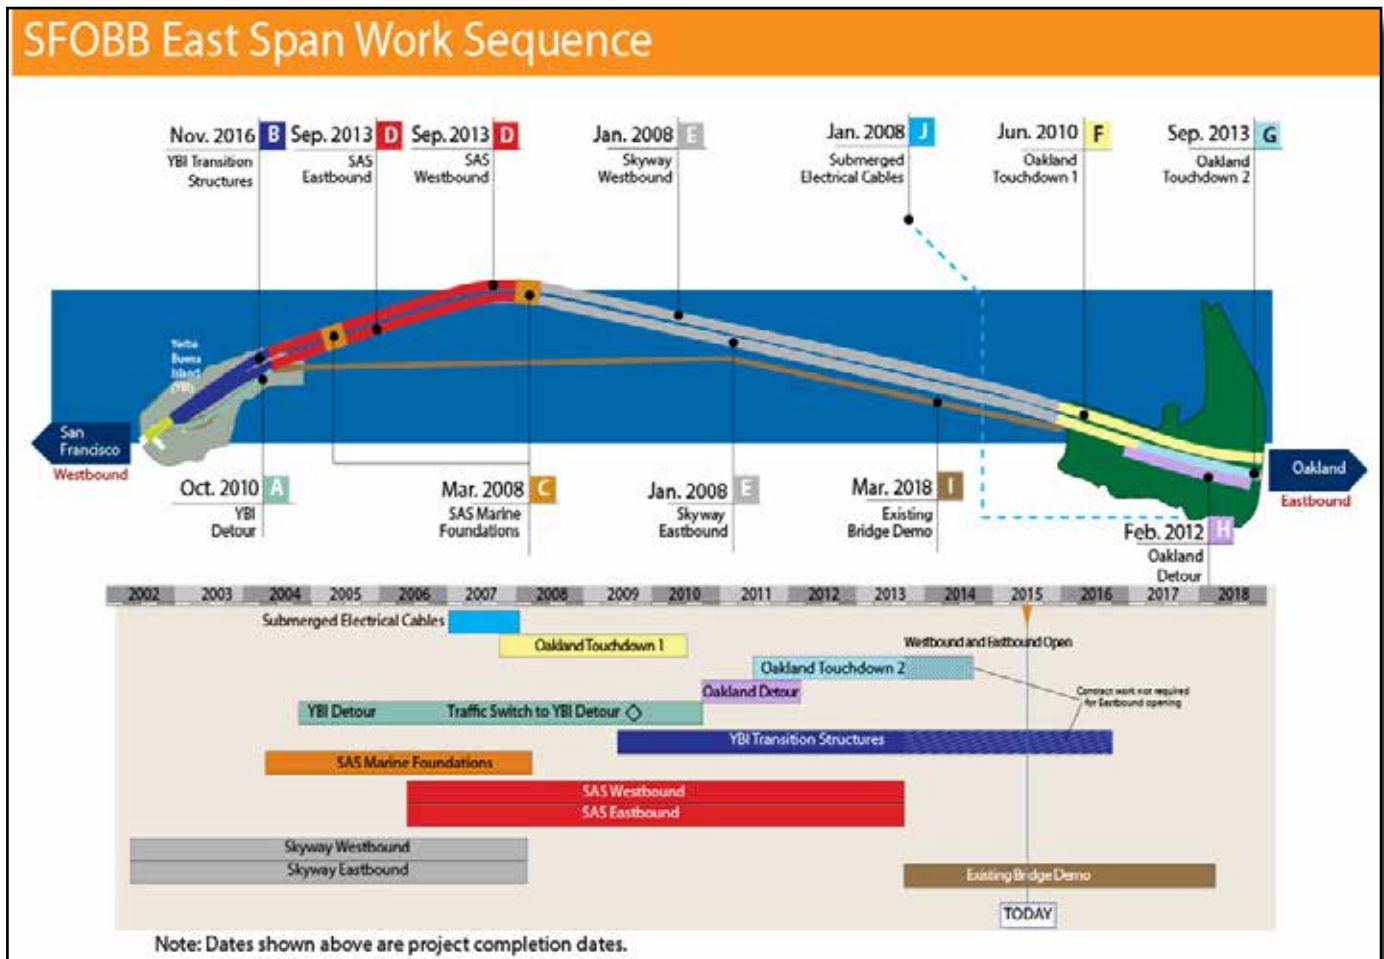 SFOBB East Span Work Sequence
Nov. 2016 B
YBI Transition
Structures
Sep. 2013 D
SAS
Eastbound
Sep. 2013 D
SAS
Westbound
Jan. 2008 E
Skyway
Westbound
Jan. 2008 J
Submerged
Electrical Cables
Jun. 2010 F
Oakland
Touchdown 1
Sep. 2013 G
Oakland
Touchdown 2
Yerba
Buena
Island
(YBI)
San
Francisco
Westbound
Oakland
Eastbound
Oct. 2010 A
YBI
Detour
Mar. 2008 C
SAS Marine
Foundations
Jan. 2008 E
Skyway
Eastbound
Mar. 2018 I
Existing
Bridge Demo
Feb. 2012 H
Oakland
Detour
2002 2003 2004 2005 2006 2007 2008 2009 2010 2011 2012 2013 2014 2015 2016 2017 2018
Submerged Electrical Cables
Oakland Touchdown 1
Westbound and Eastbound Open
Oakland Touchdown 2
Oakland Detour
Contract work not required
for Eastbound opening
YBI Detour
Traffic Switch to YBI Detour
YBI Transition Structures
SAS Marine Foundations
SAS Westbound
SAS Eastbound
Skyway Westbound
Skyway Eastbound
Existing Bridge Demo
TODAY
Note: Dates shown above are project completion dates.